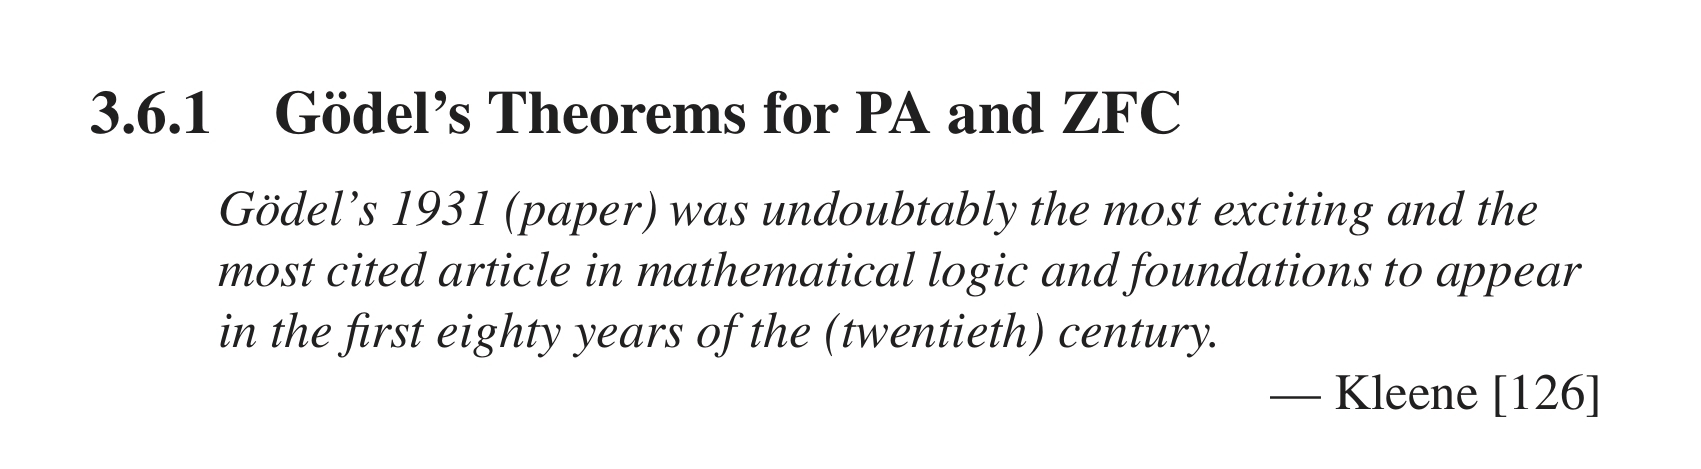 3.6.1 Gödel’s Theorems for PA and ZFC
Gödel’s 1931 (paper) was undoubtably the most exciting and the
most cited article in mathematical logic and foundations to appear
in the first eighty years of the (twentieth) century.
— Kleene [126]